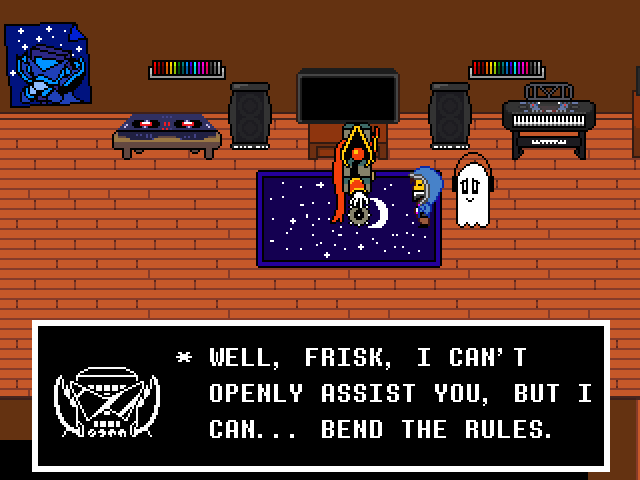 * WELL, FRISK, I CAN'T
OPENLY ASSIST YOU, BUT I
CAN... BEND THE RULES.